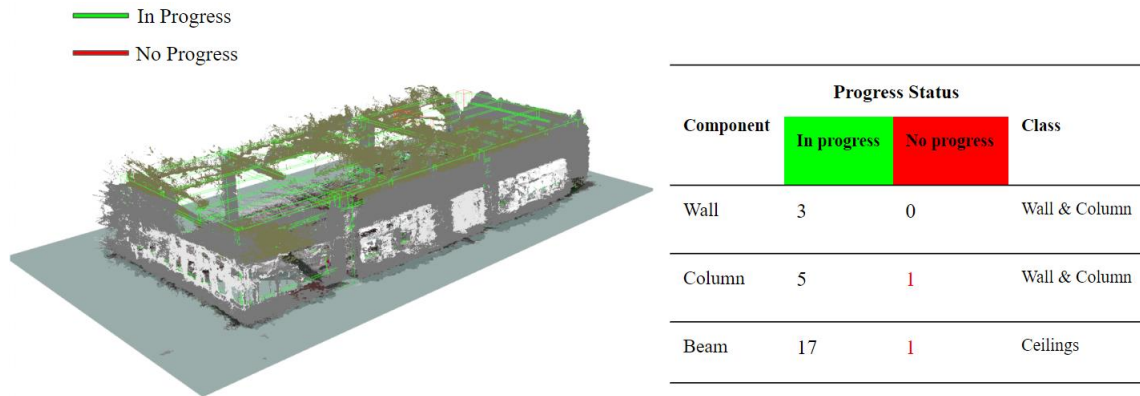 In Progress
No Progress
Progress Status
Component In progress No progress Class
Wall 3 0 Wall & Column
Column 5 1 Wall & Column
Beam 17 1 Ceilings